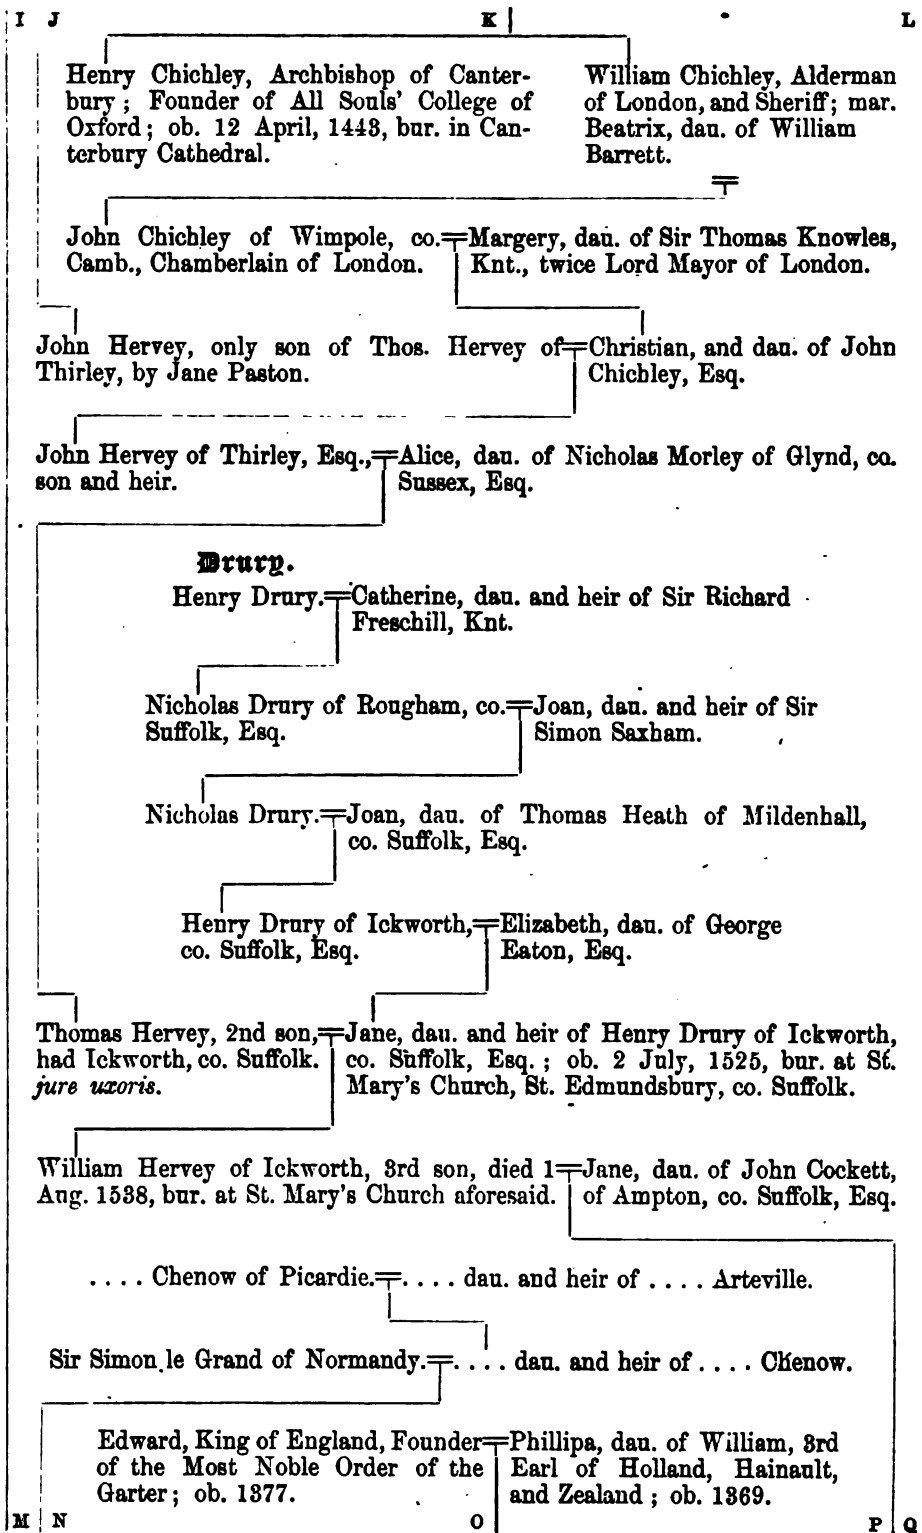 I J K L
Henry Chichley, Archbishop of Canter-
bury; Founder of All Souls' College of
Oxford; ob. 12 April, 1443, bur. in Can-
terbury Cathedral.
William Chichley, Alderman
of London, and Sheriff; mar.
Beatrix, dau. of William
Barrett.
John Chichley of Wimpole, co.
Camb., Chamberlain of London.
Margery, dau. of Sir Thomas Knowles,
Knt., twice Lord Mayor of London.
John Hervey, only son of Thos. Hervey of
Thirley, by Jane Paston.
Christian, and dau. of John
Chichley, Esq.
John Hervey of Thirley, Esq.,
son and heir.
Alice, dau. of Nicholas Morley of Glynd, co.
Sussex, Esq.
Drury.
Henry Drury.
Catherine, dau. and heir of Sir Richard
Freschill, Knt.
Nicholas Drury of Rougham, co.
Suffolk, Esq.
Joan, dau. and heir of Sir
Simon Saxham.
Nicholas Drury.
Joan, dau. of Thomas Heath of Mildenhall,
co. Suffolk, Esq.
Henry Drury of Ickworth,
co. Suffolk, Esq.
Elizabeth, dau. of George
Eaton, Esq.
Thomas Hervey, 2nd son,
had Ickworth, co. Suffolk.
jure uxoris.
Jane, dau. and heir of Henry Drury of Ickworth,
co. Suffolk, Esq.; ob. 2 July, 1525, bur. at St.
Mary's Church, St. Edmundsbury, co. Suffolk.
William Hervey of Ickworth, 3rd son, died 1
Aug. 1538, bur. at St. Mary's Church aforesaid.
Jane, dau. of John Cockett,
of Ampton, co. Suffolk, Esq.
.... Chenow of Picardie.
.... dau. and heir of .... Arteville.
Sir Simon le Grand of Normandy.
.... dau. and heir of .... Chenow.
Edward, King of England, Founder
of the Most Noble Order of the
Garter; ob. 1377.
Phillipa, dau. of William, 3rd
Earl of Holland, Hainault,
and Zealand; ob. 1369.
M N O P Q